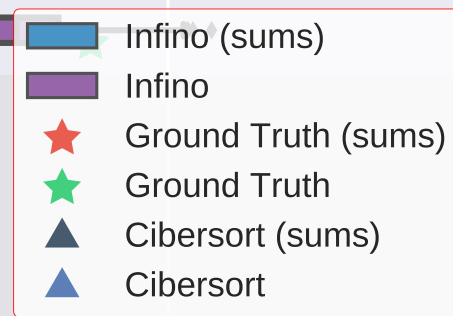 Infino (sums)
Infino
Ground Truth (sums)
Ground Truth
Cibersort (sums)
Cibersort